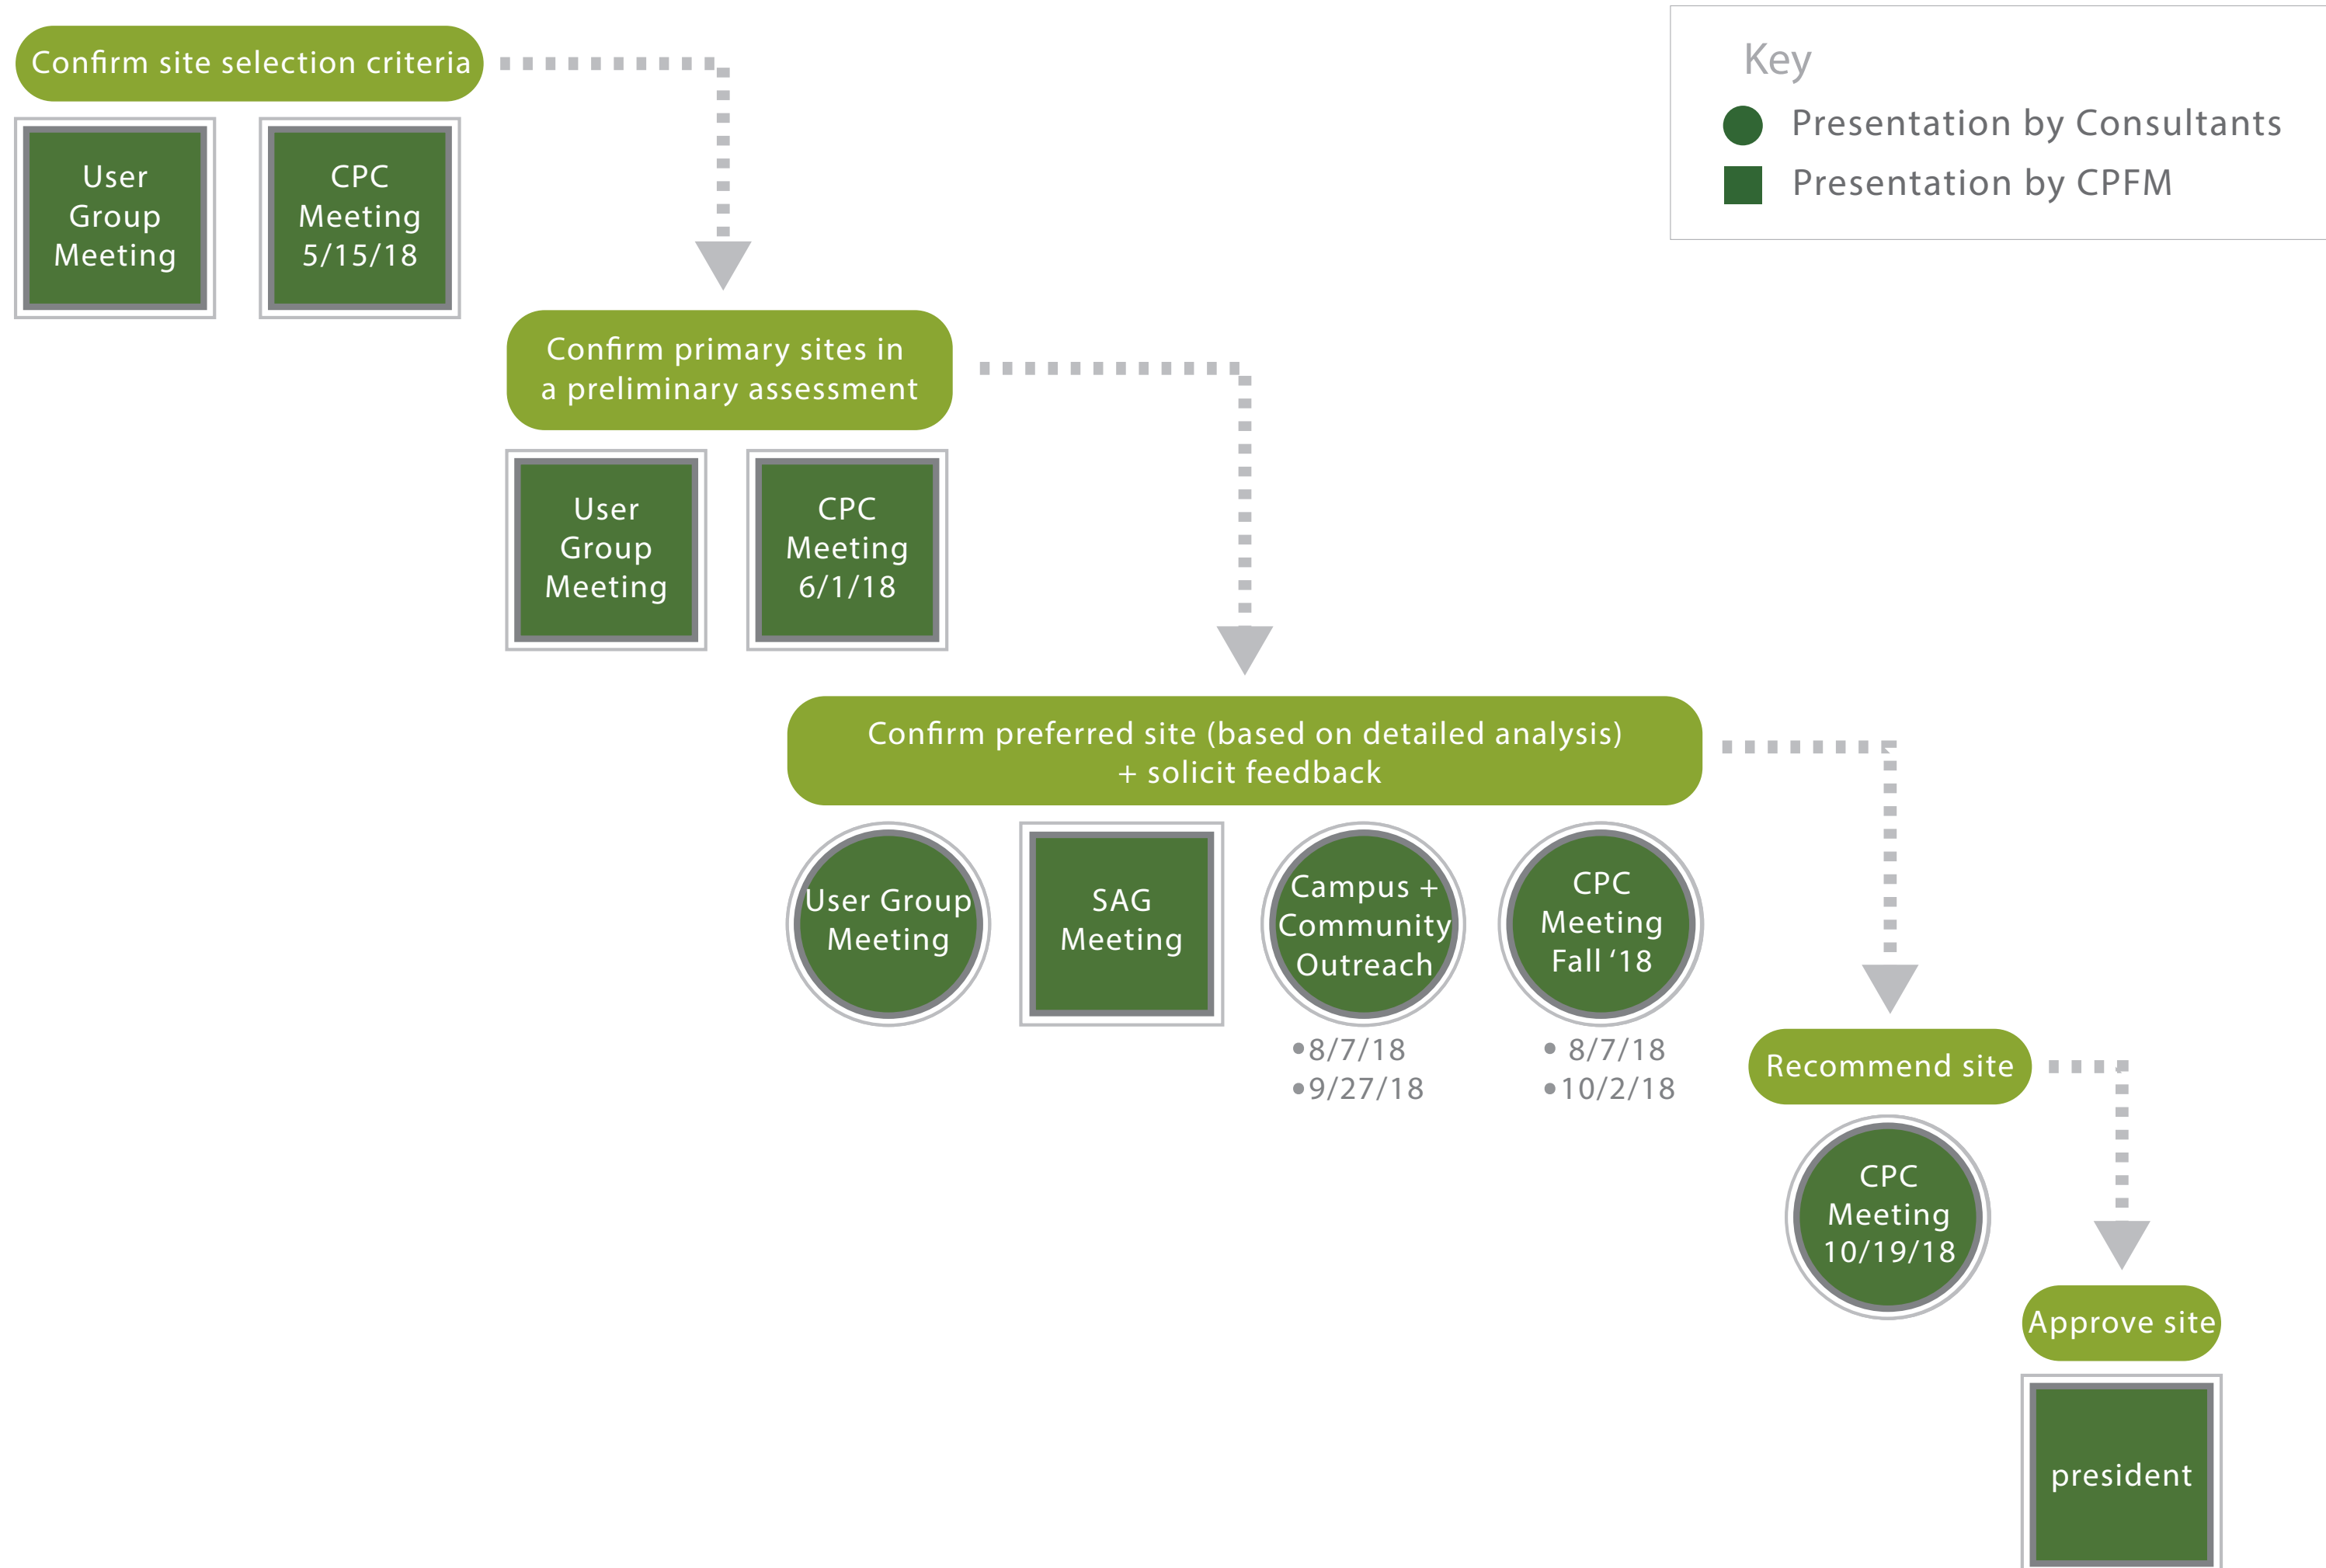 Confirm site selection criteria
User
Group
Meeting
CPC
Meeting
5/15/18
Key
Presentation by Consultants
Presentation by CPFM
Confirm primary sites in
a preliminary assessment
User
Group
Meeting
CPC
Meeting
6/1/18
Confirm preferred site (based on detailed analysis)
+ solicit feedback
User Group
Meeting
SAG
Meeting
Campus +
Community
Outreach
•8/7/18
•9/27/18
CPC
Meeting
Fall ‘18
• 8/7/18
•10/2/18
Recommend site
CPC
Meeting
10/19/18
Approve site
president